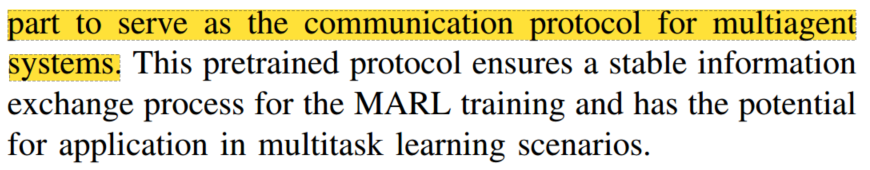 part to serve as the communication protocol for multiagent
systems. This pretrained protocol ensures a stable information
exchange process for the MARL training and has the potential
for application in multitask learning scenarios.